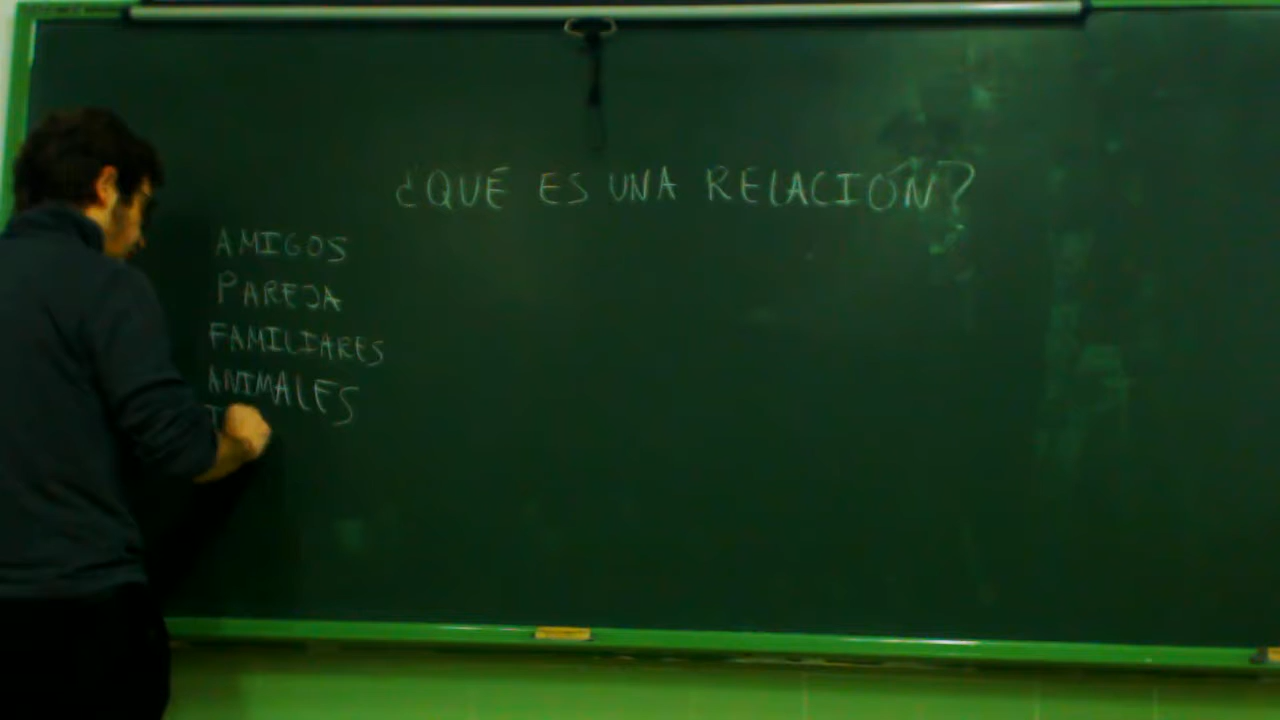 ¿QUÉ ES UNA RELACIÓN?
AMIGOS
PAREJA
FAMILIARES
ANIMALES